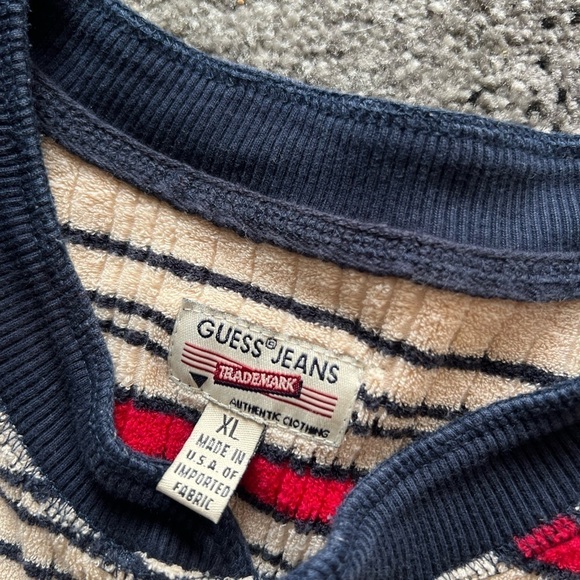 GUESS® JEANS
TRADEMARK
AUTHENTIC CLOTHING
XL
MADE IN
U.S.A. OF
IMPORTED
FABRIC